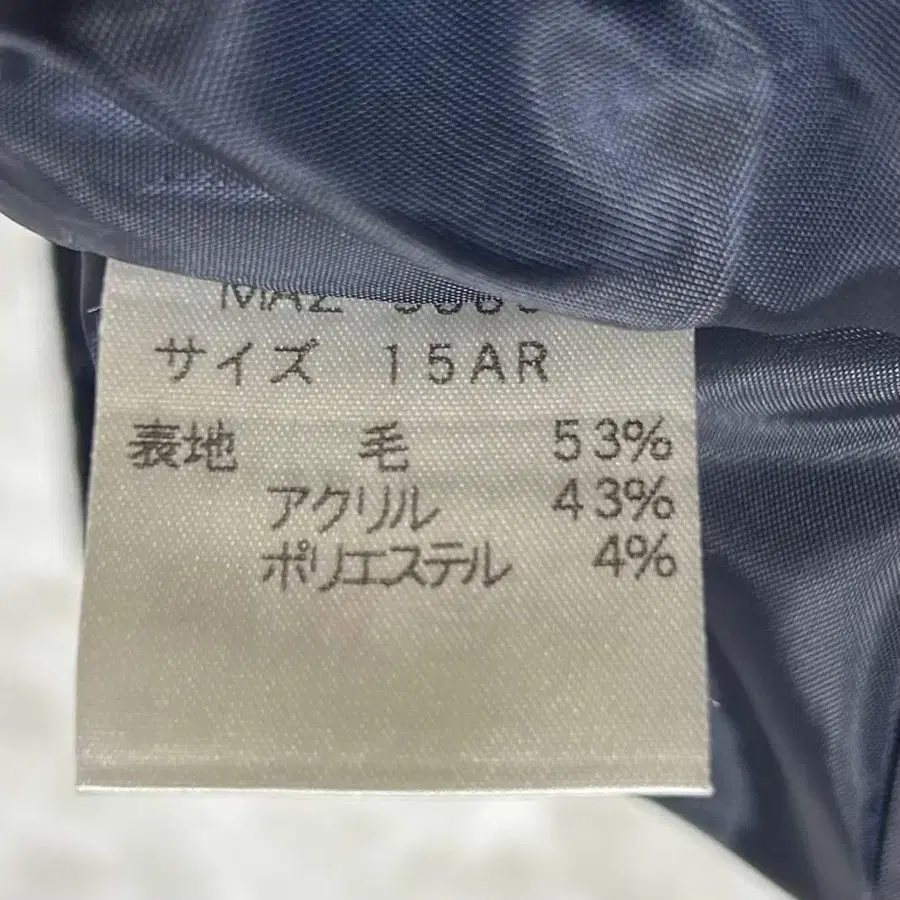 サイズ 15AR
表地 毛 53%
アクリル 43%
ポリエステル 4%